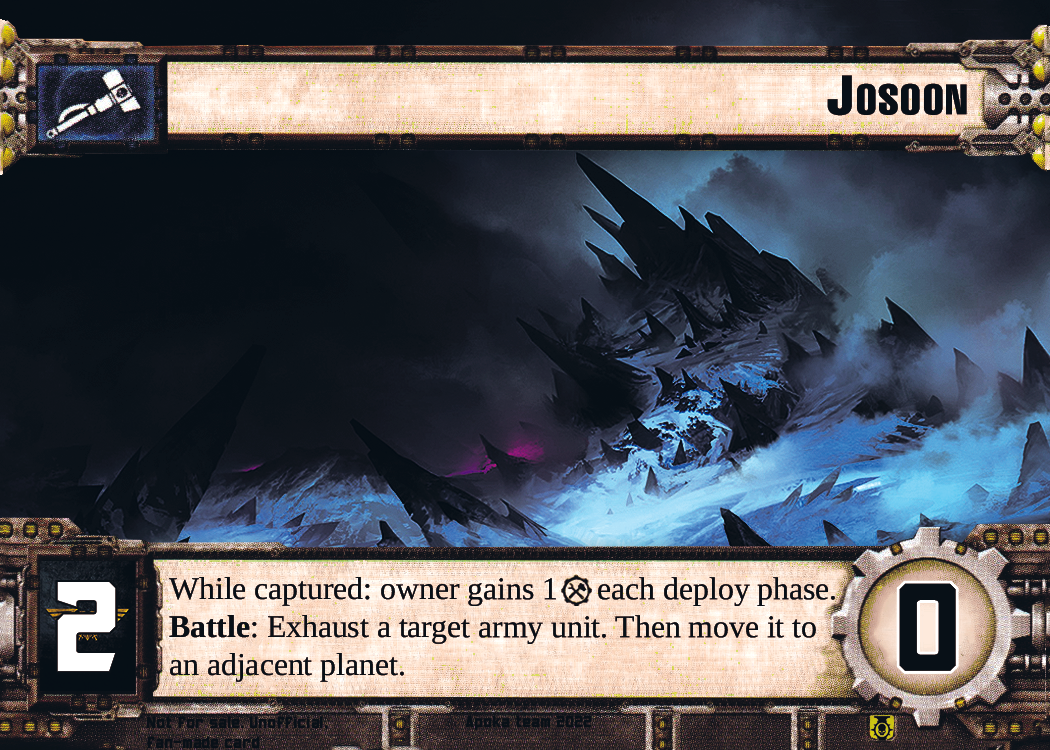 JOSOON
2
While captured: owner gains 1 each deploy phase.
Battle: Exhaust a target army unit. Then move it to
an adjacent planet.
0
Not for sale. Unofficial.
Fan-made card
Apoka team 2022